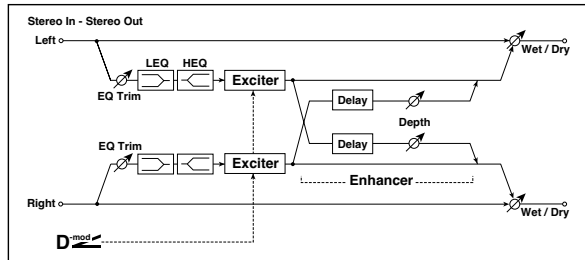 Stereo In - Stereo Out
Left
Wet / Dry
LEQ HEQ
EQ Trim
Exciter
Delay
Depth
EQ Trim
Delay
Exciter
Enhancer
Right
Wet / Dry
D-mod